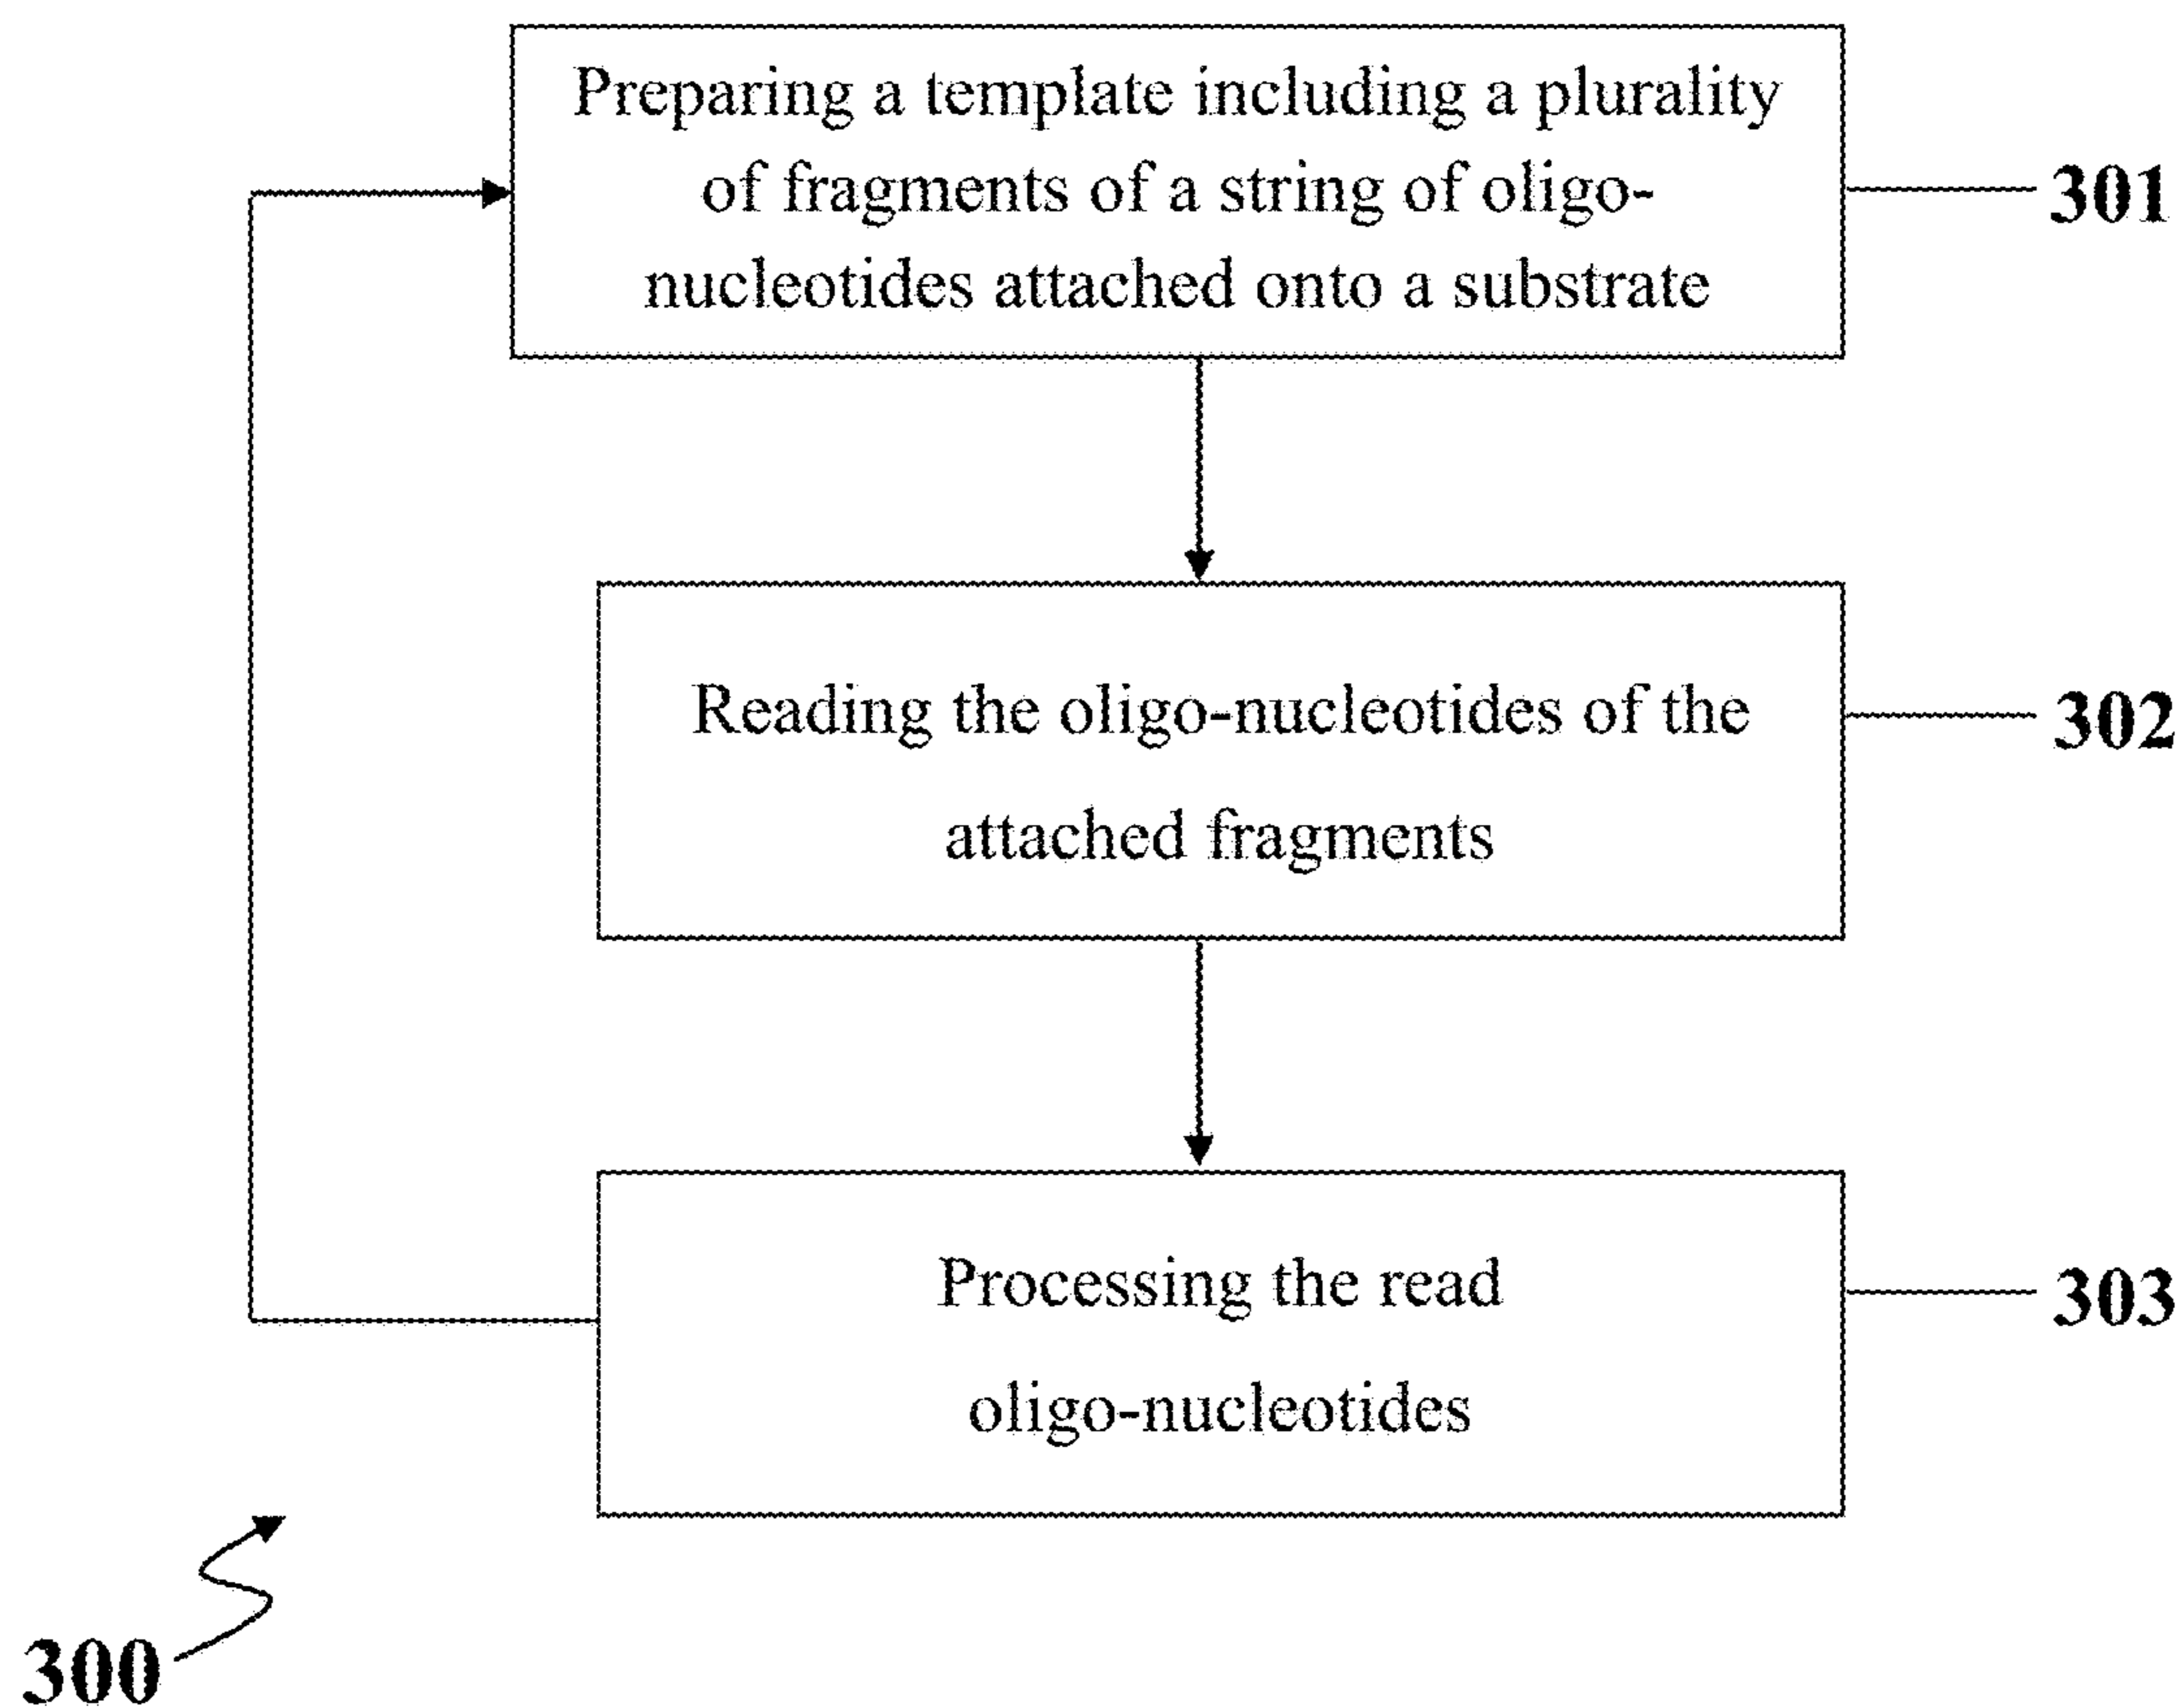 Preparing a template including a plurality
of fragments of a string of oligo-
nucleotides attached onto a substrate
301
Reading the oligo-nucleotides of the
attached fragments
302
Processing the read
oligo-nucleotides
303
300